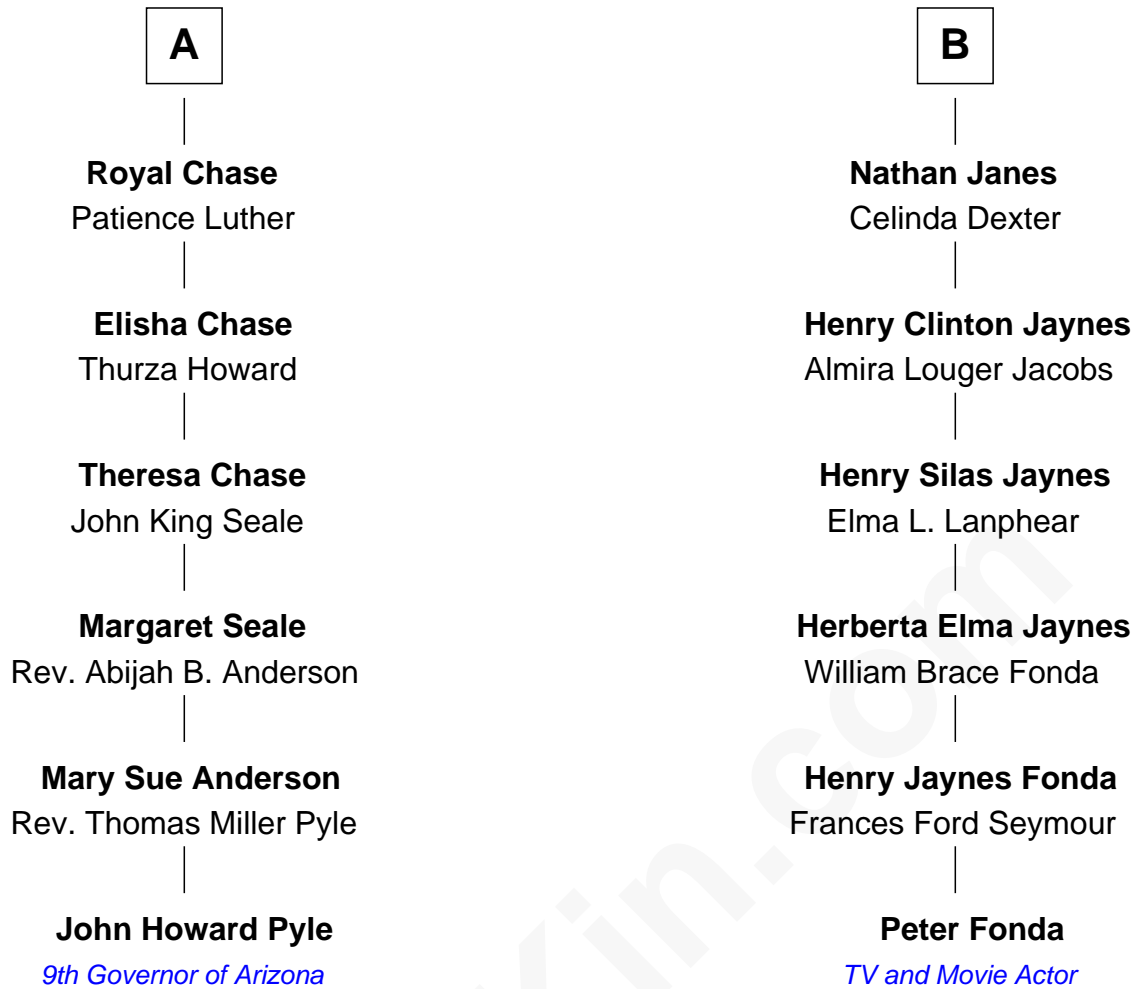 A
Royal Chase
Patience Luther
Elisha Chase
Thurza Howard
Theresa Chase
John King Seale
Margaret Seale
Rev. Abijah B. Anderson
Mary Sue Anderson
Rev. Thomas Miller Pyle
John Howard Pyle
9th Governor of Arizona
B
Nathan Janes
Celinda Dexter
Henry Clinton Jaynes
Almira Louger Jacobs
Henry Silas Jaynes
Elma L. Lanphear
Herberta Elma Jaynes
William Brace Fonda
Henry Jaynes Fonda
Frances Ford Seymour
Peter Fonda
TV and Movie Actor